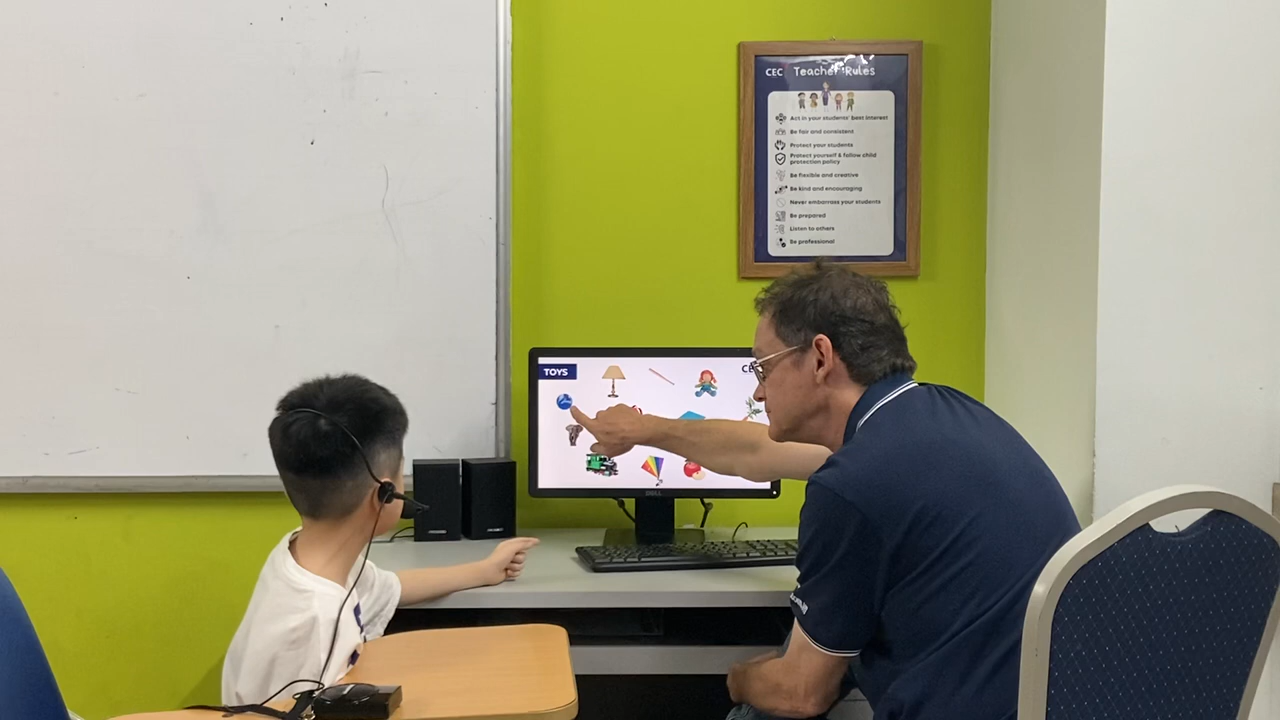 CEC Teacher Rules
Act in your students' best interest
Be fair and consistent
Protect your students
Protect yourself & follow child
protection policy
Be flexible and creative
Be kind and encouraging
Never embarrass your students
Be prepared
Listen to others
Be professional
TOYS
DELL